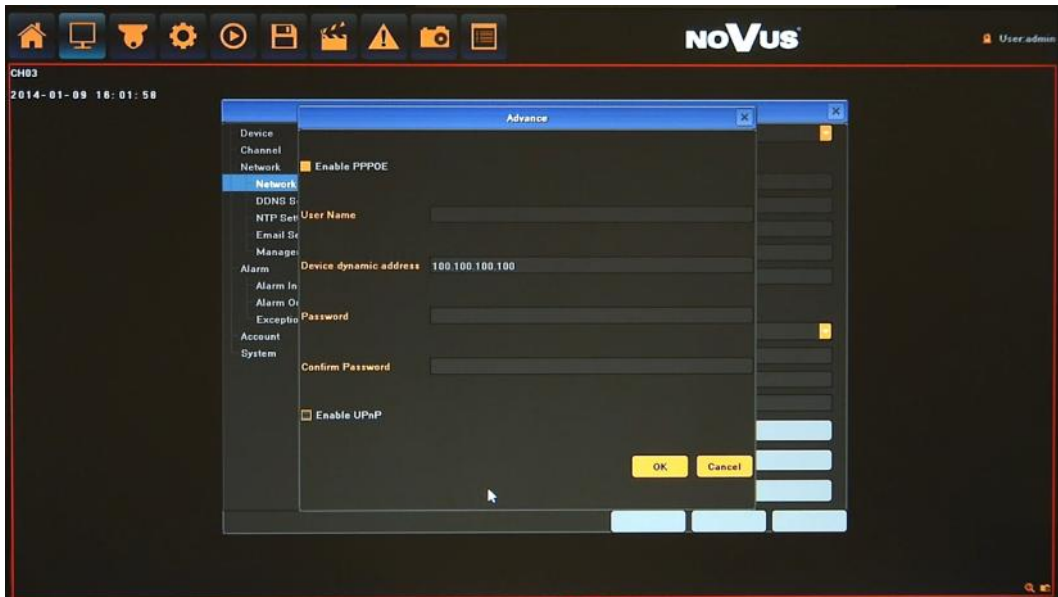 NOVUS
User:admin
CH03
2014-01-09 16:01:58
Advance
Device
Channel
Network
Enable PPPOE
Network
DDNS S
User Name
NTP Set
Email Se
Manage
Device dynamic address 100.100.100.100
Alarm
Alarm In
Alarm Ou
Exceptio
Password
Account
System
Confirm Password
Enable UPnP
OK
Cancel